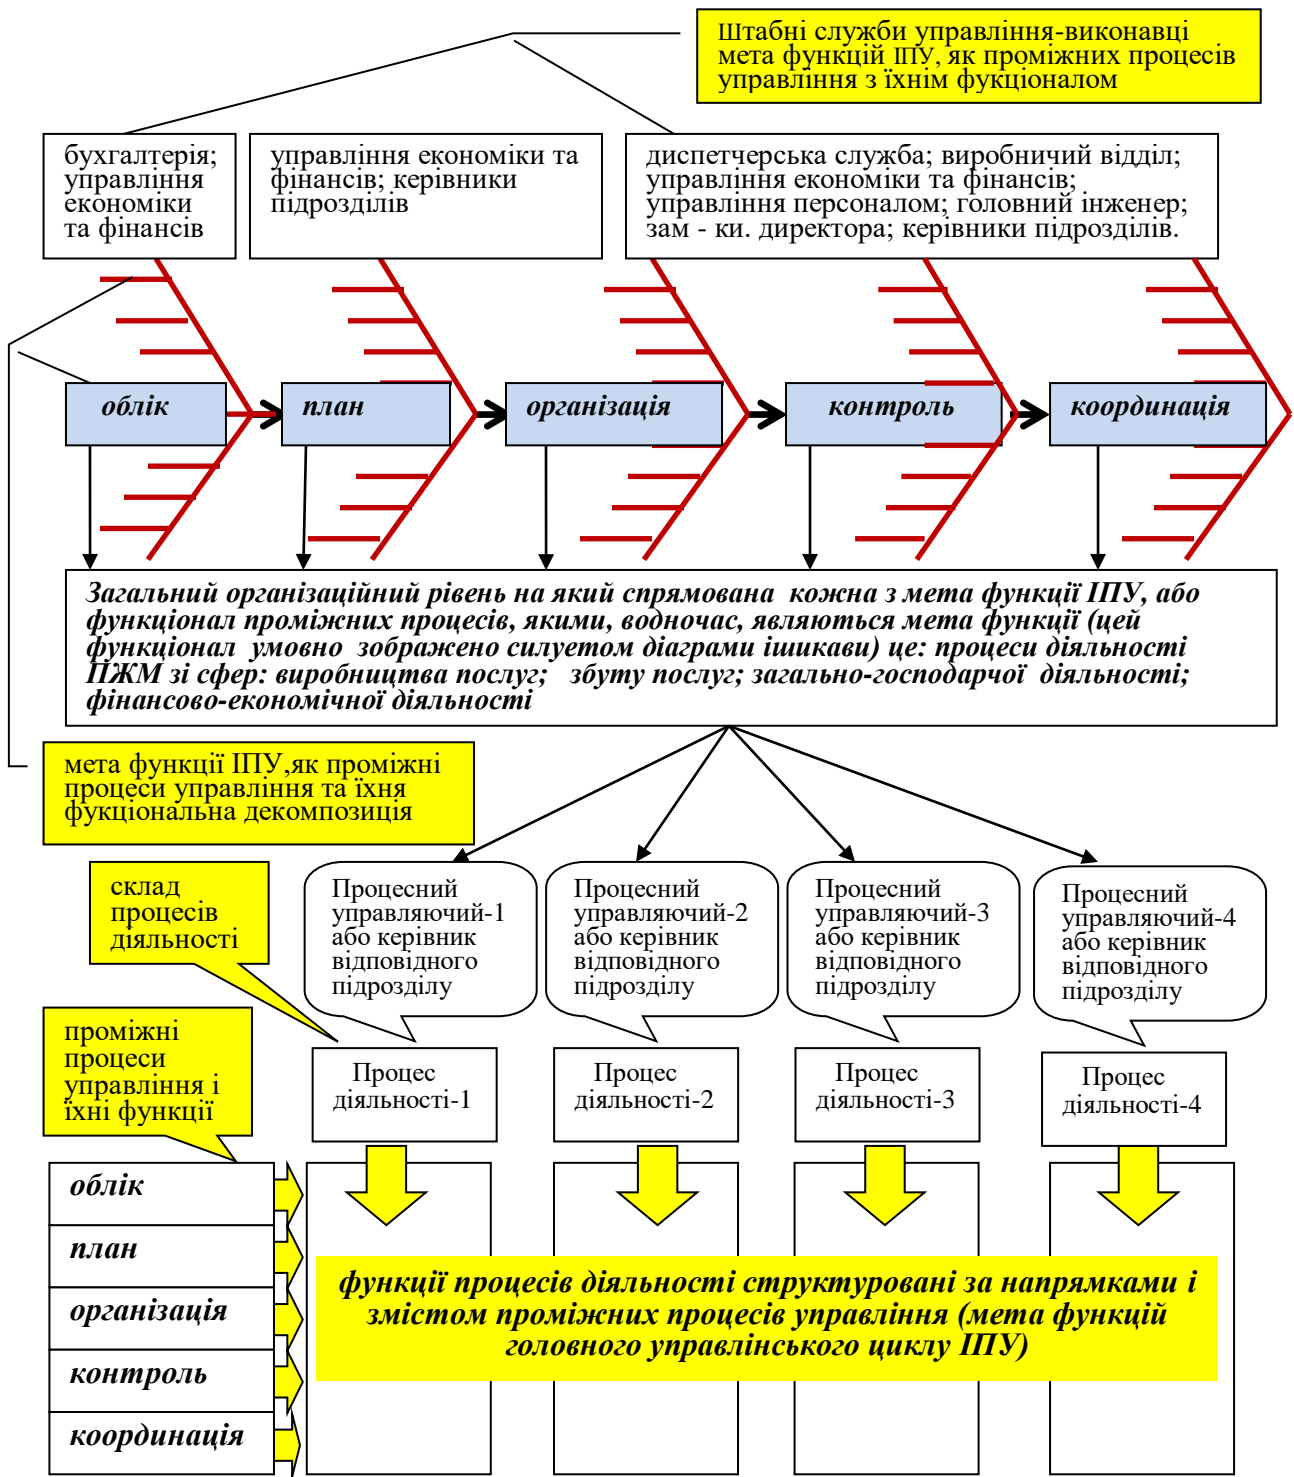 Штабні служби управління-виконавці
мета функцій ІПУ, як проміжних процесів
управління з їхнім фукціоналом
бухгалтерія;
управління
економіки
та фінансів
управління економіки та
фінансів; керівники
підрозділів
диспетчерська служба; виробничий відділ;
управління економіки та фінансів;
управління персоналом; головний інженер;
зам - ки. директора; керівники підрозділів.
облік
план
організація
контроль
координація
Загальний організаційний рівень на який спрямована кожна з мета функції ІПУ, або
функціонал проміжних процесів, якими, водночас, являються мета функції (цей
функціонал умовно зображено силуетом діаграми ішикави) це: процеси діяльності
ПЖМ зі сфер: виробництва послуг; збуту послуг; загально-господарчої діяльності;
фінансово-економічної діяльності
мета функції ІПУ,як проміжні
процеси управління та їхня
фукціональна декомпозиція
склад
процесів
діяльності
Процесний
управляючий-1
або керівник
відповідного
підрозділу
Процесний
управляючий-2
або керівник
відповідного
підрозділу
Процесний
управляючий-3
або керівник
відповідного
підрозділу
Процесний
управляючий-4
або керівник
відповідного
підрозділу
проміжні
процеси
управління і
їхні функції
Процес
діяльності-1
Процес
діяльності-2
Процес
діяльності-3
Процес
діяльності-4
облік
план
організація
контроль
координація
функції процесів діяльності структуровані за напрямками і
змістом проміжних процесів управління (мета функцій
головного управлінського циклу ІПУ)